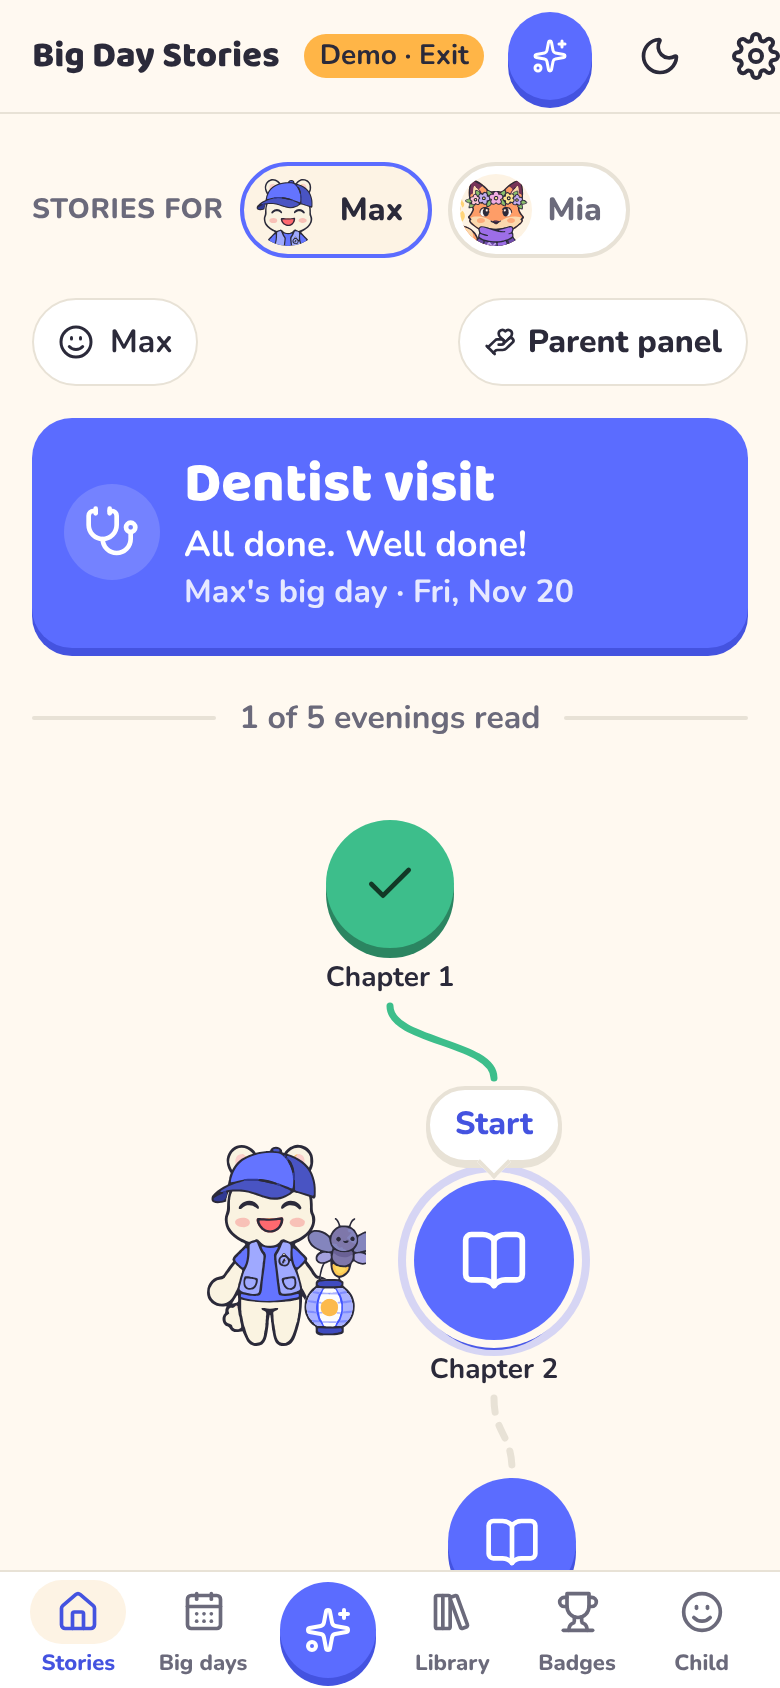 Big Day Stories
Demo · Exit
STORIES FOR
Max
Mia
Max
Parent panel
Dentist visit
All done. Well done!
Max's big day · Fri, Nov 20
1 of 5 evenings read
Chapter 1
Start
Chapter 2
Stories
Big days
Library
Badges
Child